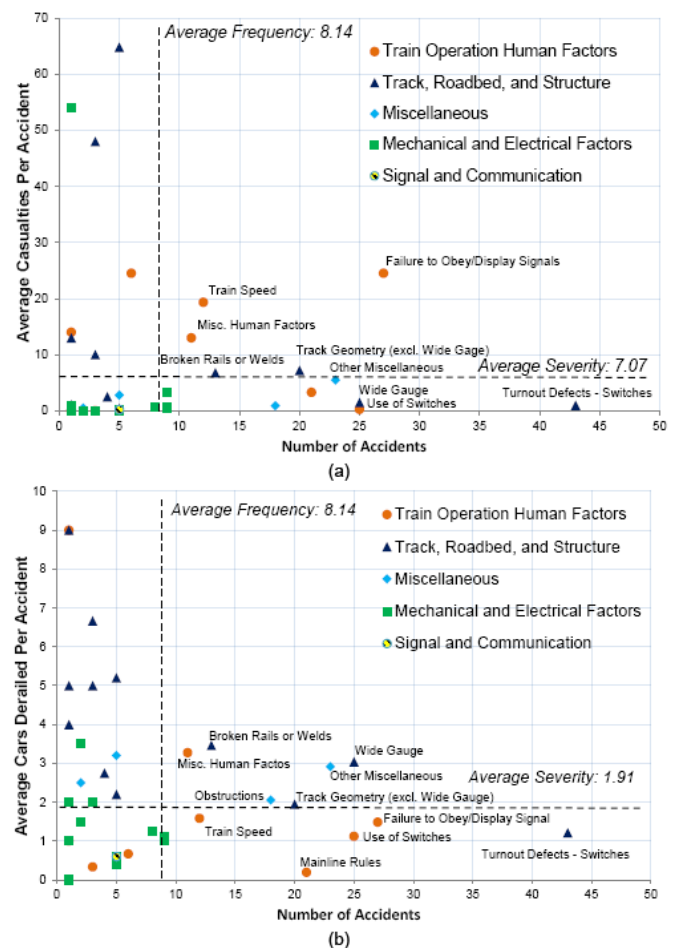 70
60
50
40
30
20
10
0
Average Casualties Per Accident
Average Frequency: 8.14
Train Operation Human Factors
Track, Roadbed, and Structure
Miscellaneous
Mechanical and Electrical Factors
Signal and Communication
Failure to Obey/Display Signals
Train Speed
Misc. Human Factors
Broken Rails or Welds
Track Geometry (excl. Wide Gage)
Other Miscellaneous
Average Severity: 7.07
Wide Gauge
Use of Switches
Turnout Defects - Switches
0 5 10 15 20 25 30 35 40 45 50
Number of Accidents
(a)
10
9
8
7
6
5
4
3
2
1
0
Average Cars Derailed Per Accident
Average Frequency: 8.14
Train Operation Human Factors
Track, Roadbed, and Structure
Miscellaneous
Mechanical and Electrical Factors
Signal and Communication
Broken Rails or Welds
Wide Gauge
Misc. Human Factos
Other Miscellaneous
Average Severity: 1.91
Obstructions
Track Geometry (excl. Wide Gauge)
Train Speed
Failure to Obey/Display Signal
Use of Switches
Turnout Defects - Switches
Mainline Rules
0 5 10 15 20 25 30 35 40 45 50
Number of Accidents
(b)